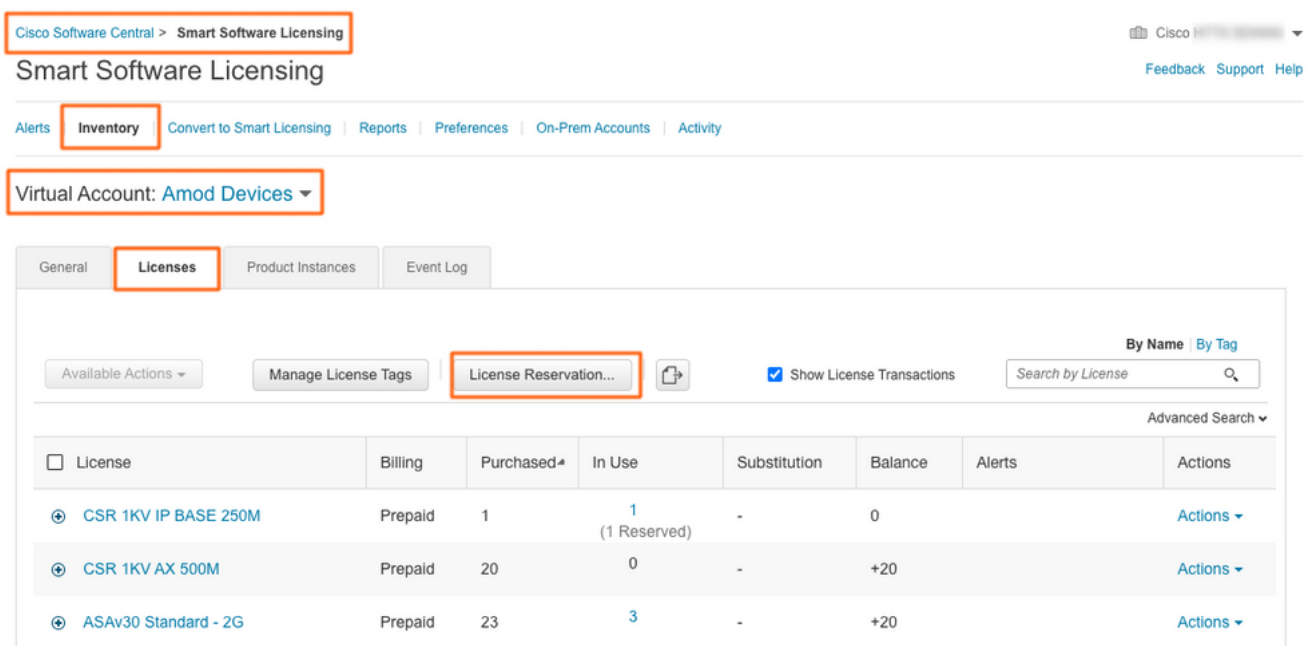 Cisco Software Central > Smart Software Licensing
Cisco
Smart Software Licensing
Feedback Support Help
Alerts | Inventory | Convert to Smart Licensing | Reports | Preferences | On-Prem Accounts | Activity
Virtual Account: Amod Devices
General Licenses Product Instances Event Log
By Name | By Tag
Available Actions Manage License Tags License Reservation... Show License Transactions Search by License
Advanced Search
License Billing Purchased In Use Substitution Balance Alerts Actions
CSR 1KV IP BASE 250M Prepaid 1 1 - 0 Actions
(1 Reserved)
CSR 1KV AX 500M Prepaid 20 0 - +20 Actions
ASAv30 Standard - 2G Prepaid 23 3 - +20 Actions